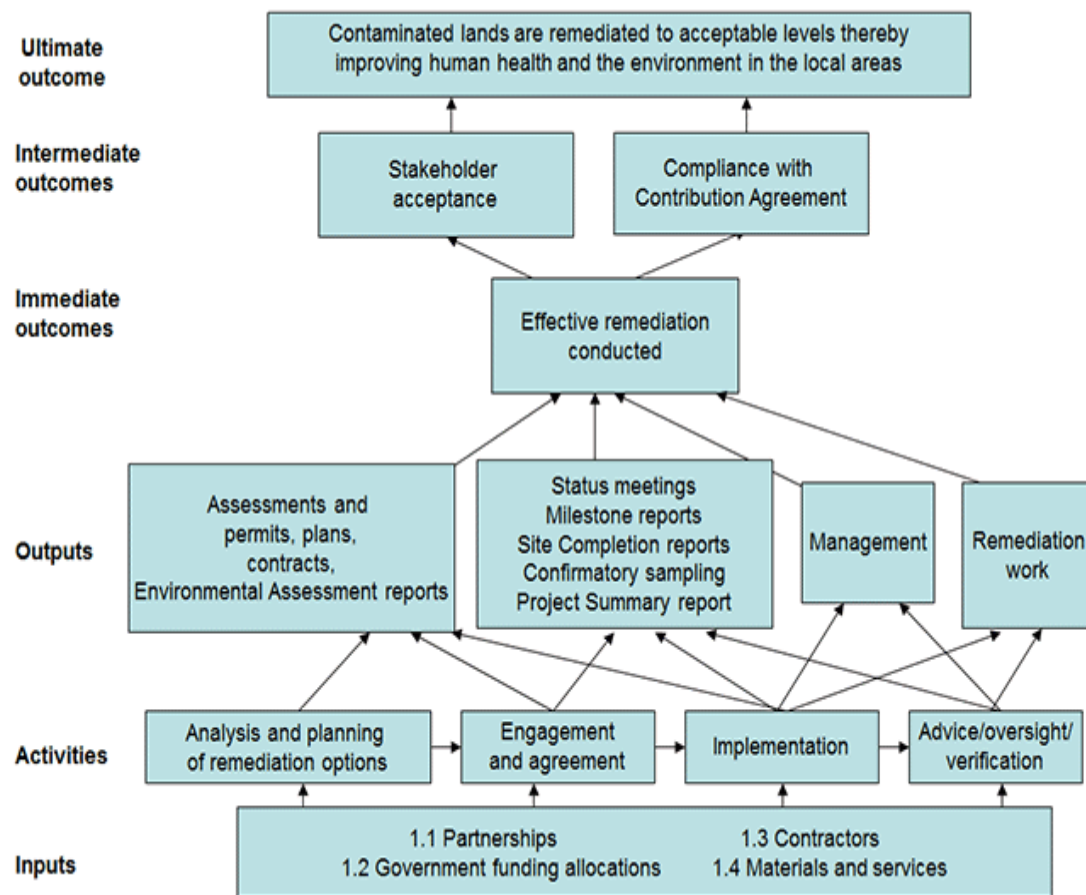 Ultimate
outcome
Contaminated lands are remediated to acceptable levels thereby
improving human health and the environment in the local areas
Intermediate
outcomes
Stakeholder
acceptance
Compliance with
Contribution Agreement
Immediate
outcomes
Effective remediation
conducted
Outputs
Assessments and
permits, plans,
contracts,
Environmental Assessment reports
Status meetings
Milestone reports
Site Completion reports
Confirmatory sampling
Project Summary report
Management
Remediation
work
Activities
Analysis and planning
of remediation options
Engagement
and agreement
Implementation
Advice/oversight/
verification
Inputs
1.1 Partnerships
1.2 Government funding allocations
1.3 Contractors
1.4 Materials and services